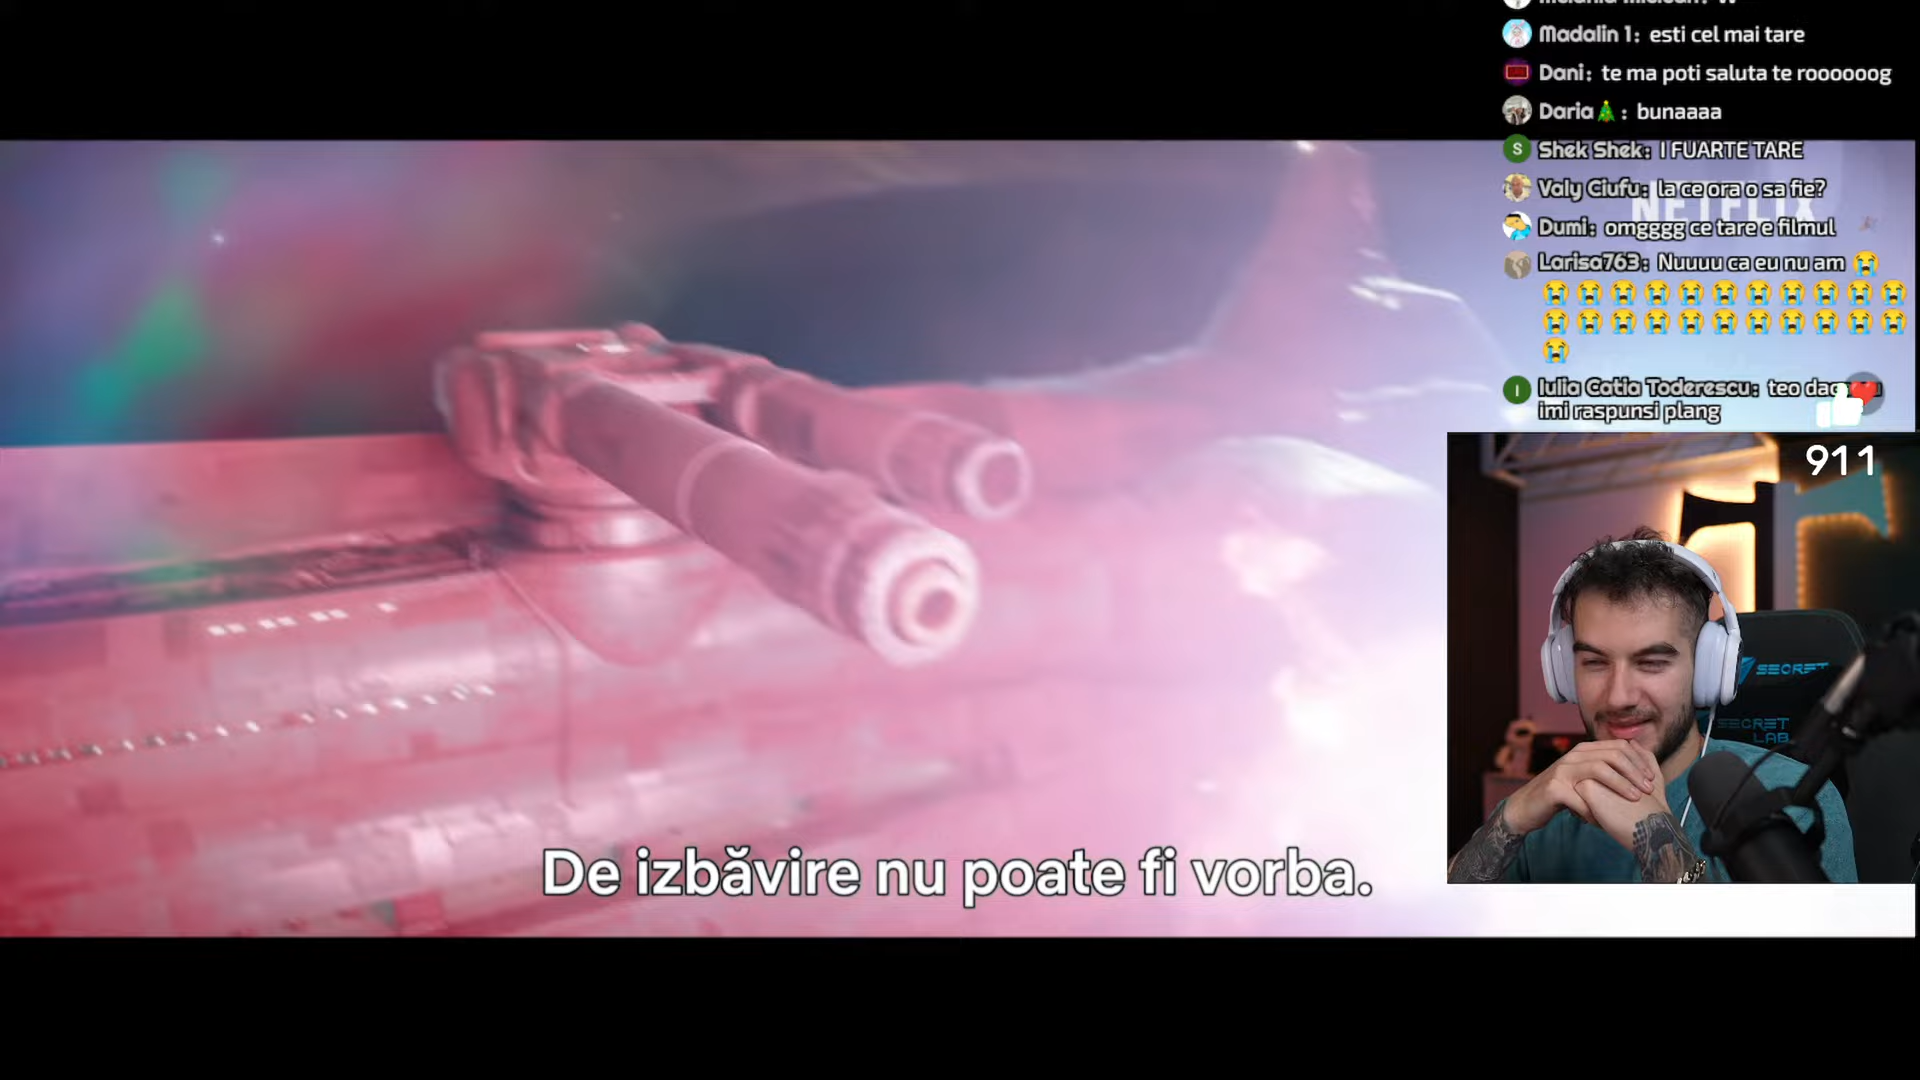 Madalin 1: esti cel mai tare
Dani: te ma poti saluta te roooooog
Daria🎄: bunaaaa
S Shek Shek: I FUARTE TARE
Valy Ciufu: la ce ora o sa fie?
NETFLIX
Dumi: omgggg ce tare e filmul
Larisa763: Nuuuu ca eu nu am 😭
😭😭😭😭😭😭😭😭😭😭😭
😭😭😭😭😭😭😭😭😭😭😭
😭
I Iulia Catia Toderescu: teo
imi raspunsi plang
911
SECRET
SECRET
LAB
De izbăvire nu poate fi vorba.